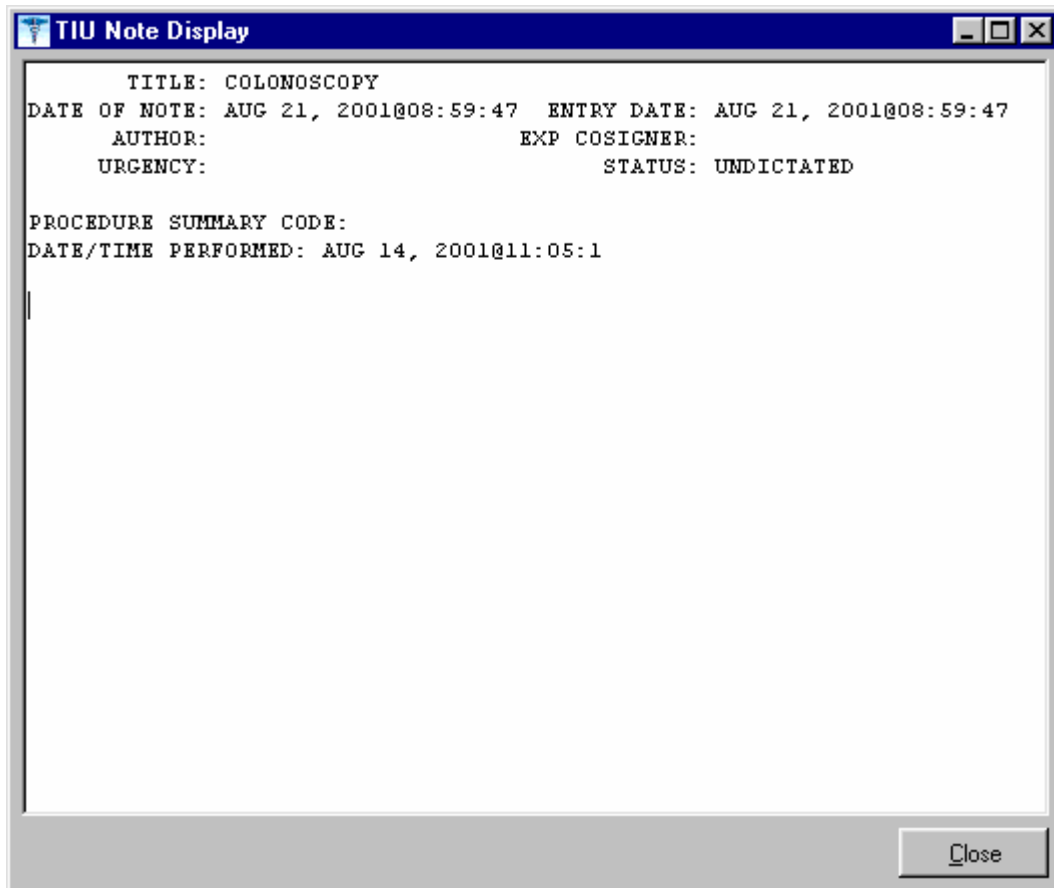 TIU Note Display
TITLE: COLONOSCOPY
DATE OF NOTE: AUG 21, 2001@08:59:47 ENTRY DATE: AUG 21, 2001@08:59:47
AUTHOR: EXP COSIGNER:
URGENCY: STATUS: UNDICTATED
PROCEDURE SUMMARY CODE:
DATE/TIME PERFORMED: AUG 14, 2001@11:05:1
Close